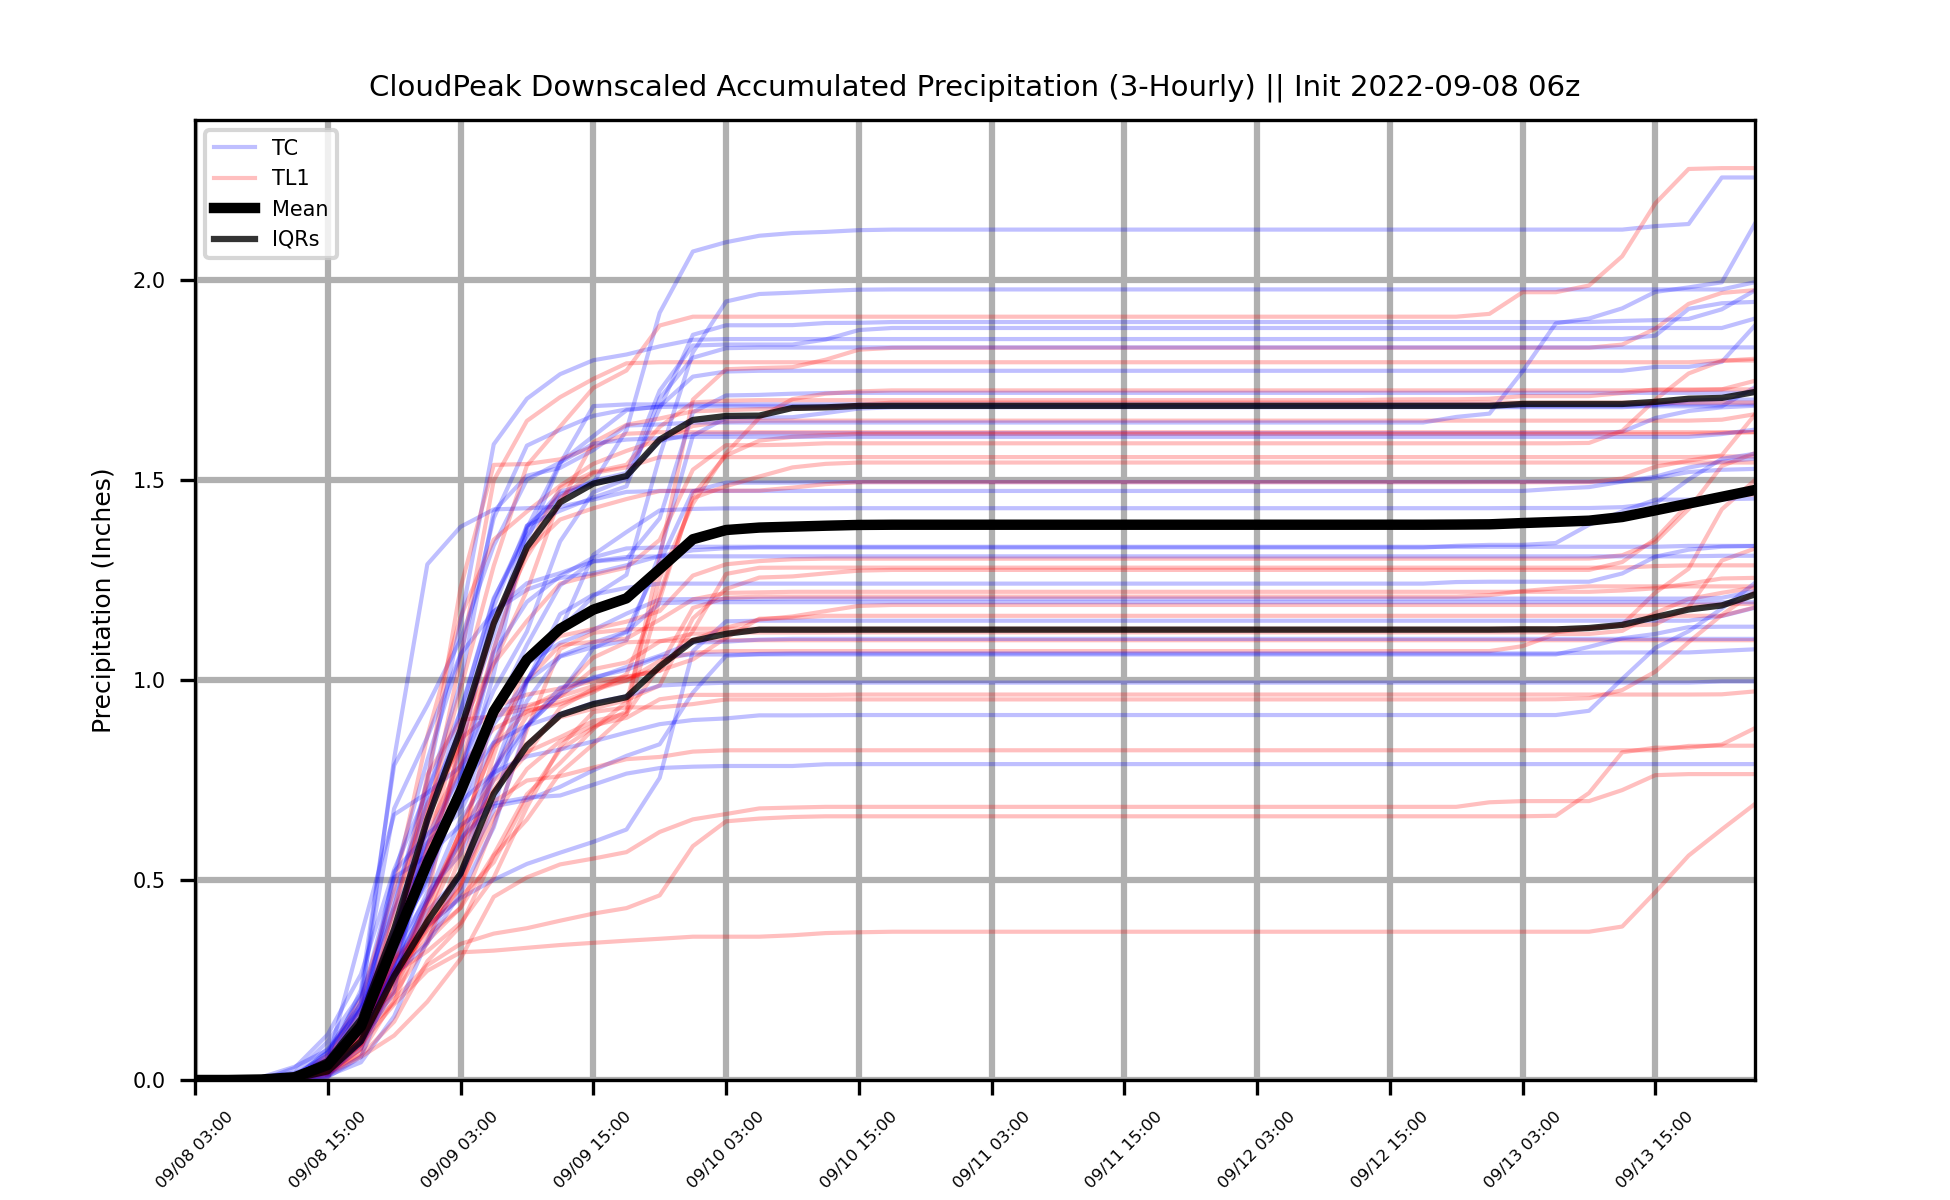 CloudPeak Downscaled Accumulated Precipitation (3-Hourly) || Init 2022-09-08 06z
TC
TL1
Mean
IQRs
Precipitation (Inches)
2.0
1.5
1.0
0.5
0.0
09/08 03:00
09/08 15:00
09/09 03:00
09/09 15:00
09/10 03:00
09/10 15:00
09/11 03:00
09/11 15:00
09/12 03:00
09/12 15:00
09/13 03:00
09/13 15:00